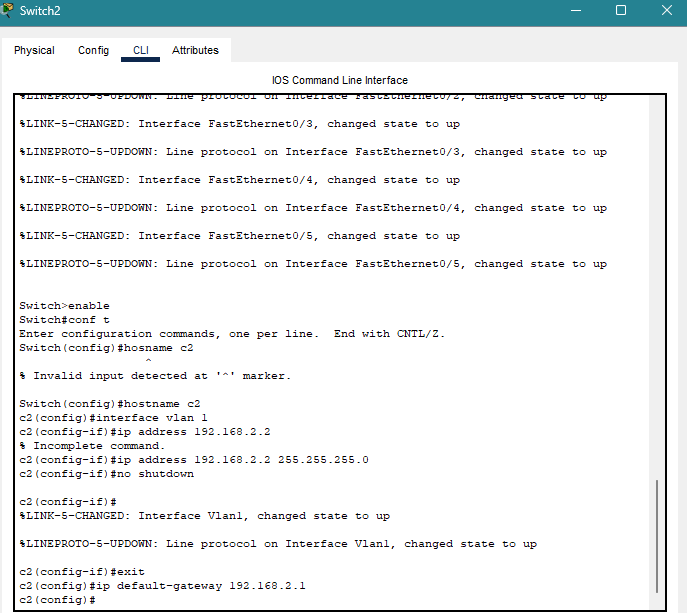 Switch2
Physical Config CLI Attributes
IOS Command Line Interface
%LINEPROTO-5-UPDOWN: Line protocol on Interface FastEthernet0/2, changed state to up
%LINK-5-CHANGED: Interface FastEthernet0/3, changed state to up
%LINEPROTO-5-UPDOWN: Line protocol on Interface FastEthernet0/3, changed state to up
%LINK-5-CHANGED: Interface FastEthernet0/4, changed state to up
%LINEPROTO-5-UPDOWN: Line protocol on Interface FastEthernet0/4, changed state to up
%LINK-5-CHANGED: Interface FastEthernet0/5, changed state to up
%LINEPROTO-5-UPDOWN: Line protocol on Interface FastEthernet0/5, changed state to up
Switch>enable
Switch#conf t
Enter configuration commands, one per line.  End with CNTL/Z.
Switch(config)#hosname c2
^
% Invalid input detected at '^' marker.
Switch(config)#hostname c2
c2(config)#interface vlan 1
c2(config-if)#ip address 192.168.2.2
% Incomplete command.
c2(config-if)#ip address 192.168.2.2 255.255.255.0
c2(config-if)#no shutdown
c2(config-if)#
%LINK-5-CHANGED: Interface Vlan1, changed state to up
%LINEPROTO-5-UPDOWN: Line protocol on Interface Vlan1, changed state to up
c2(config-if)#exit
c2(config)#ip default-gateway 192.168.2.1
c2(config)#